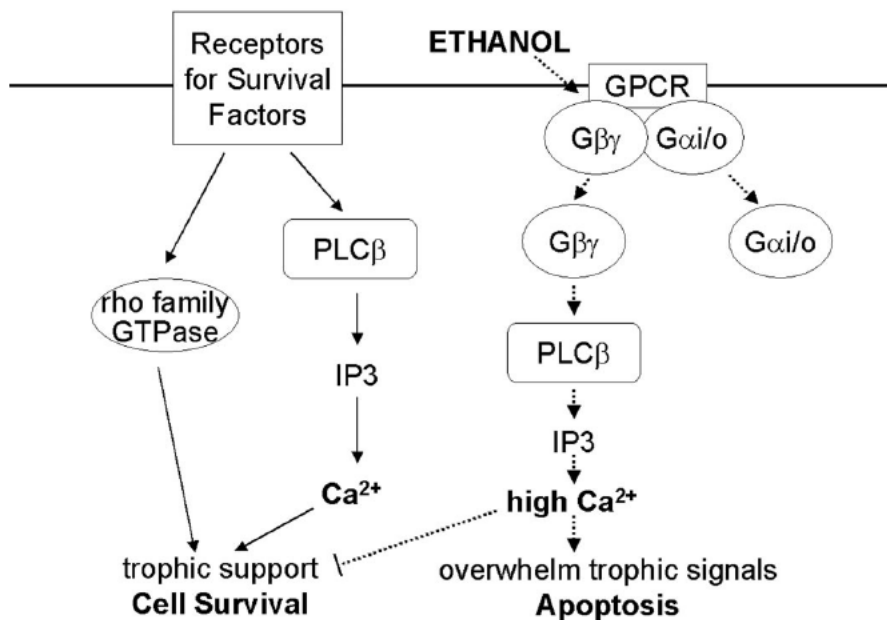 Receptors
for Survival
Factors
ETHANOL
GPCR
Gβγ
Gαi/o
PLCβ
Gβγ
Gαi/o
rho family
GTPase
PLCβ
IP3
IP3
Ca²⁺
high Ca²⁺
trophic support
Cell Survival
overwhelm trophic signals
Apoptosis